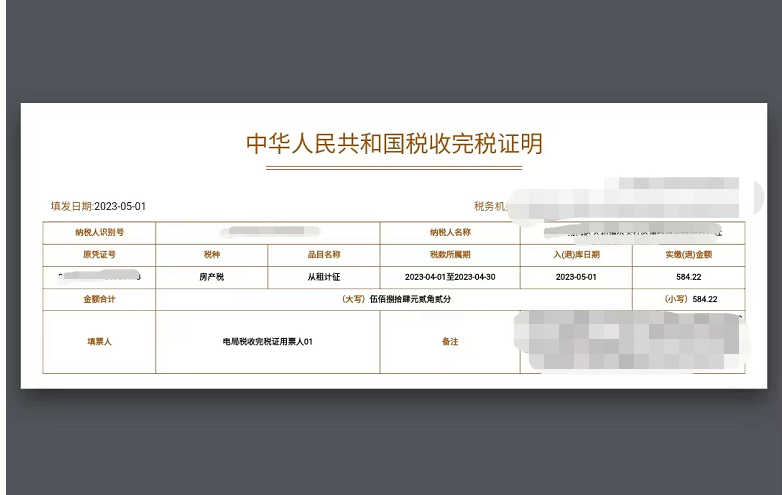 中华人民共和国税收完税证明
填发日期:2023-05-01 税务机
纳税人识别号 纳税人名称
原凭证号 税种 品目名称 税款所属期 入(退)库日期 实缴(退)金额
房产税 从租计征 2023-04-01至2023-04-30 2023-05-01 584.22
金额合计 （大写）伍佰捌拾肆元贰角贰分 （小写）584.22
填票人 电局税收完税证用票人01 备注